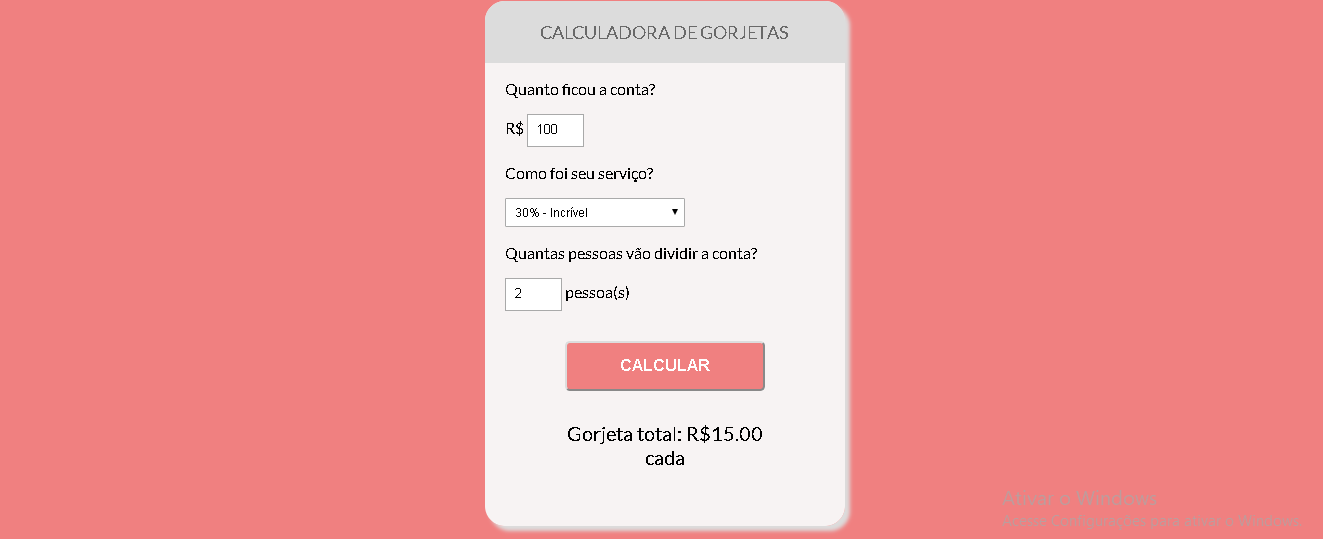 CALCULADORA DE GORJETAS
Quanto ficou a conta?
R$ 100
Como foi seu serviço?
30% - Incrível
Quantas pessoas vão dividir a conta?
2 pessoa(s)
CALCULAR
Gorjeta total: R$15.00
cada
Ativar o Windows
Acesse Configurações para ativar o Windows.